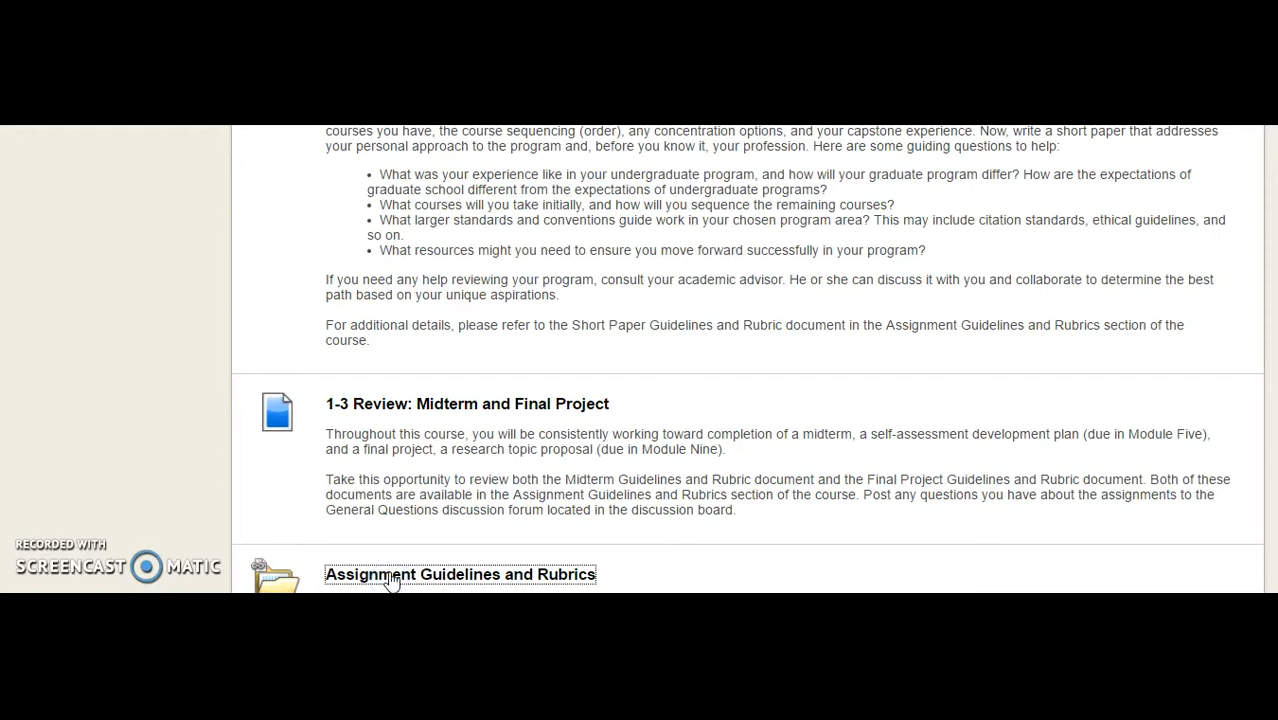 courses you have, the course sequencing (order), any concentration options, and your capstone experience. Now, write a short paper that addresses
your personal approach to the program and, before you know it, your profession. Here are some guiding questions to help:
• What was your experience like in your undergraduate program, and how will your graduate program differ? How are the expectations of
graduate school different from the expectations of undergraduate programs?
• What courses will you take initially, and how will you sequence the remaining courses?
• What larger standards and conventions guide work in your chosen program area? This may include citation standards, ethical guidelines, and
so on.
• What resources might you need to ensure you move forward successfully in your program?
If you need any help reviewing your program, consult your academic advisor. He or she can discuss it with you and collaborate to determine the best
path based on your unique aspirations.
For additional details, please refer to the Short Paper Guidelines and Rubric document in the Assignment Guidelines and Rubrics section of the
course.
1-3 Review: Midterm and Final Project
Throughout this course, you will be consistently working toward completion of a midterm, a self-assessment development plan (due in Module Five),
and a final project, a research topic proposal (due in Module Nine).
Take this opportunity to review both the Midterm Guidelines and Rubric document and the Final Project Guidelines and Rubric document. Both of these
documents are available in the Assignment Guidelines and Rubrics section of the course. Post any questions you have about the assignments to the
General Questions discussion forum located in the discussion board.
Assignment Guidelines and Rubrics
RECORDED WITH
SCREENCAST MATIC